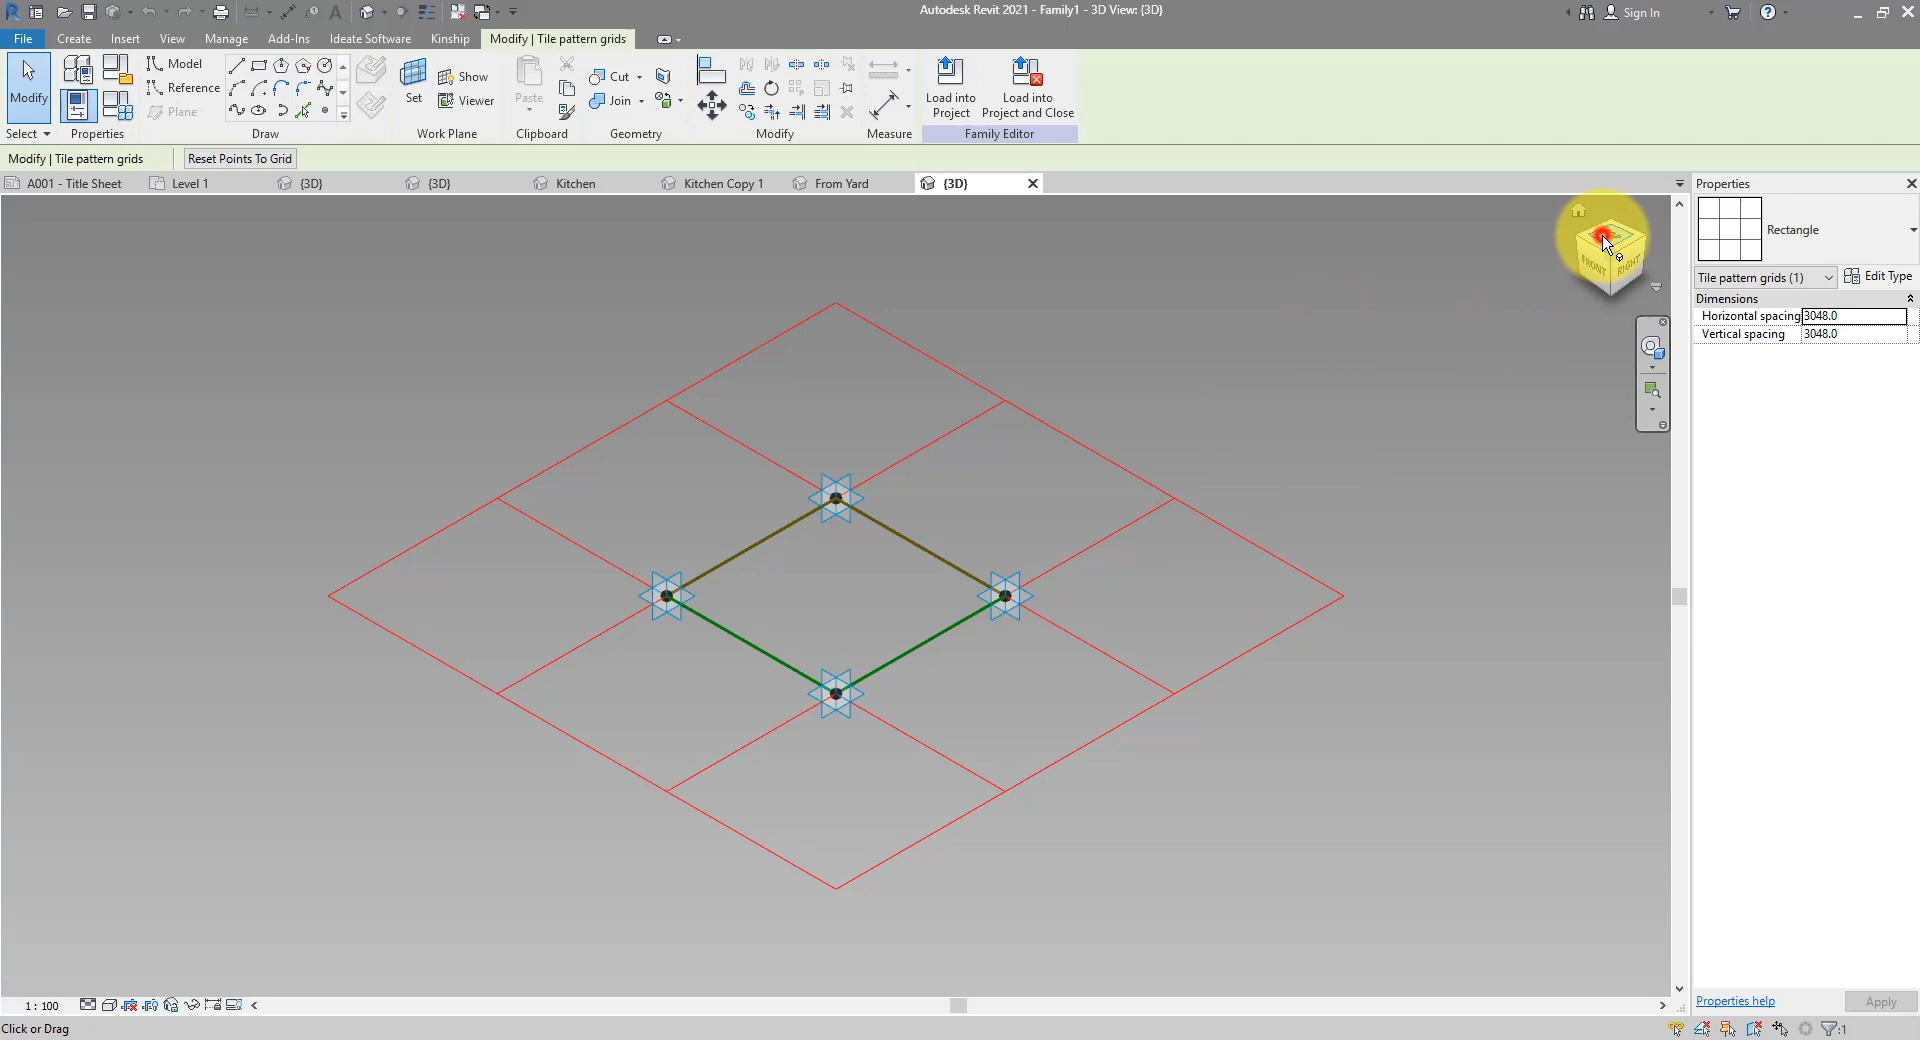 Autodesk Revit 2021 - Family1 - 3D View: {3D}
Sign In
File
Create
Insert
View
Manage
Add-Ins
Ideate Software
Kinship
Modify | Tile pattern grids
Modify
Select
Properties
Model
Reference
Plane
Draw
Set
Show
Viewer
Work Plane
Paste
Clipboard
Cut
Join
Geometry
Modify
Measure
Load into
Project
Load into
Project and Close
Family Editor
Modify | Tile pattern grids
Reset Points To Grid
A001 - Title Sheet
Level 1
{3D}
{3D}
Kitchen
Kitchen Copy 1
From Yard
{3D}
FRONT
RIGHT
Properties
Rectangle
Tile pattern grids (1)
Edit Type
Dimensions
Horizontal spacing
3048.0
Vertical spacing
3048.0
Properties help
Apply
1 : 100
Click or Drag
:1